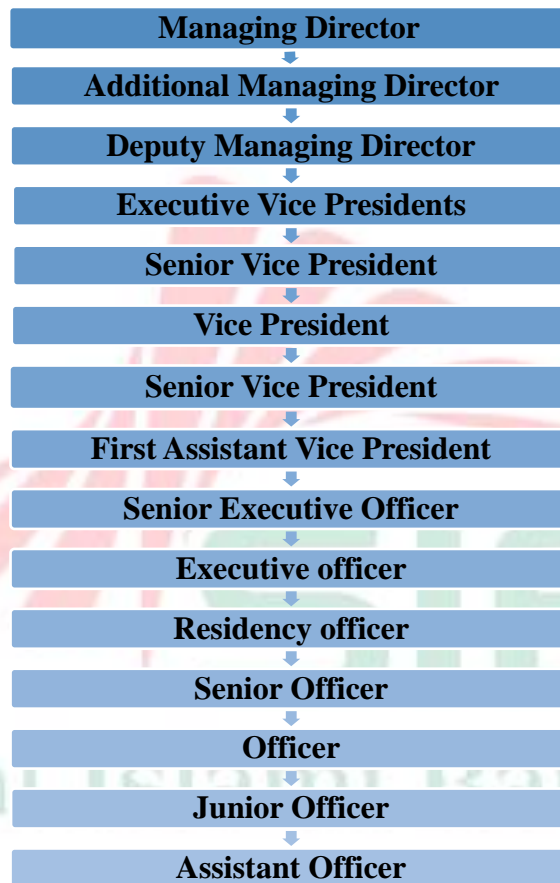 Managing Director
Additional Managing Director
Deputy Managing Director
Executive Vice Presidents
Senior Vice President
Vice President
Senior Vice President
First Assistant Vice President
Senior Executive Officer
Executive officer
Residency officer
Senior Officer
Officer
Junior Officer
Assistant Officer